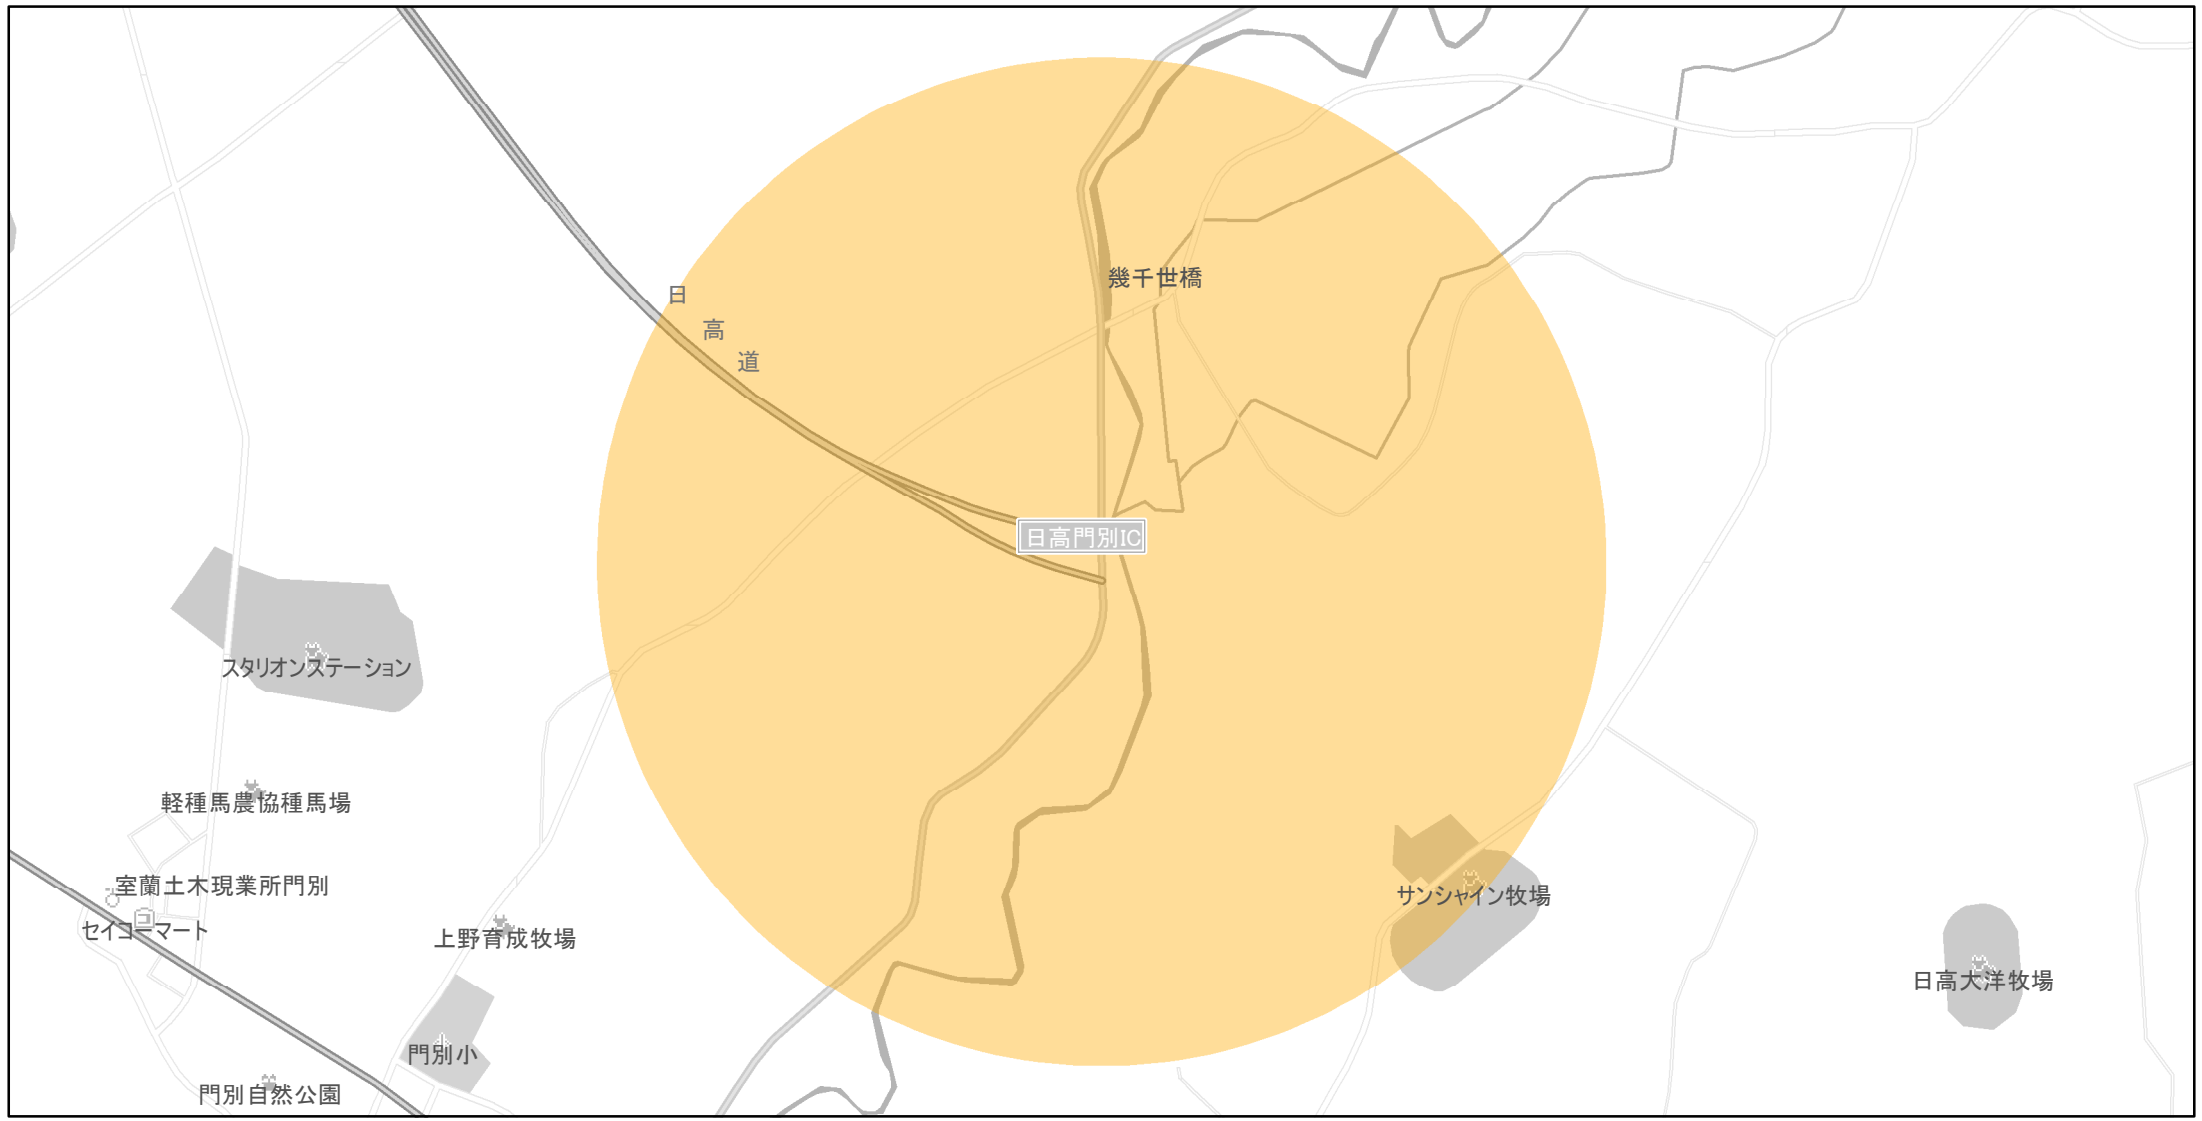 幾千世橋
日
高
道
日高門別IC
スタリオンステーション
軽種馬農協種馬場
室蘭土木現業所門別
サンシャイン牧場
セイコーマート
上野育成牧場
日高大洋牧場
門別小
門別自然公園